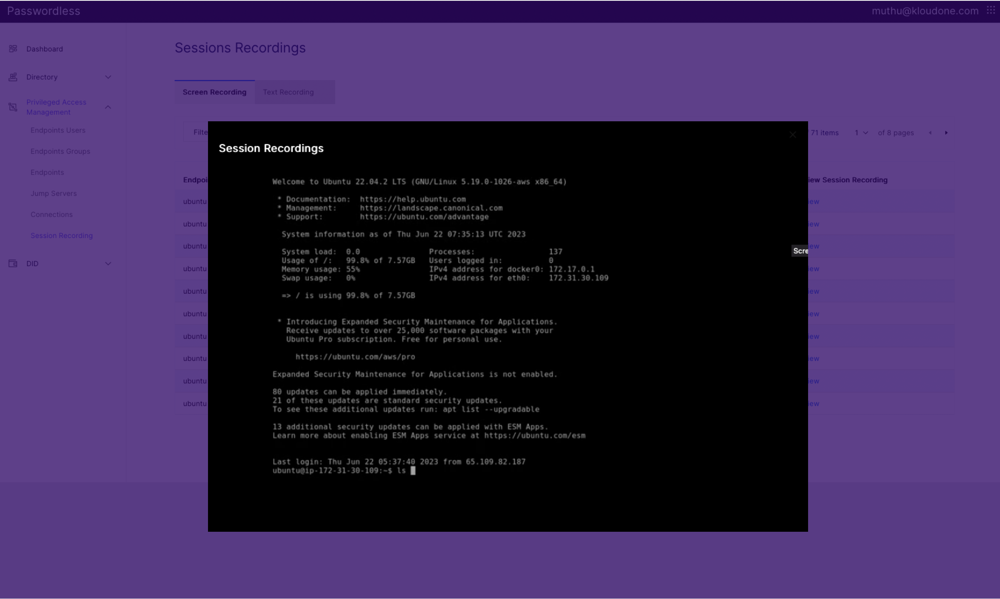 Passwordless
muthu@kloudone.com
Dashboard
Directory
Privileged Access
Management
Endpoints Users
Endpoints Groups
Endpoints
Jump Servers
Connections
Session Recording
DID
Sessions Recordings
Screen Recording
Text Recording
Filte
71 items
1
of 8 pages
Endpoi
iew Session Recording
ubuntu
iew
ubuntu
iew
ubuntu
iew
ubuntu
iew
ubuntu
iew
ubuntu
iew
ubuntu
iew
ubuntu
iew
ubuntu
iew
ubuntu
iew
Scre
Session Recordings
Welcome to Ubuntu 22.04.2 LTS (GNU/Linux 5.19.0-1026-aws x86_64)
* Documentation: https://help.ubuntu.com
* Management: https://landscape.canonical.com
* Support: https://ubuntu.com/advantage
System information as of Thu Jun 22 07:35:13 UTC 2023
System load: 0.0 Processes: 137
Usage of /: 99.8% of 7.57GB Users logged in: 0
Memory usage: 55% IPv4 address for docker0: 172.17.0.1
Swap usage: 0% IPv4 address for eth0: 172.31.30.109
=> / is using 99.8% of 7.57GB
* Introducing Expanded Security Maintenance for Applications.
Receive updates to over 25,000 software packages with your
Ubuntu Pro subscription. Free for personal use.
https://ubuntu.com/aws/pro
Expanded Security Maintenance for Applications is not enabled.
80 updates can be applied immediately.
21 of these updates are standard security updates.
To see these additional updates run: apt list --upgradable
13 additional security updates can be applied with ESM Apps.
Learn more about enabling ESM Apps service at https://ubuntu.com/esm
Last login: Thu Jun 22 05:37:40 2023 from 65.109.82.187
ubuntu@ip-172-31-30-109:~$ ls